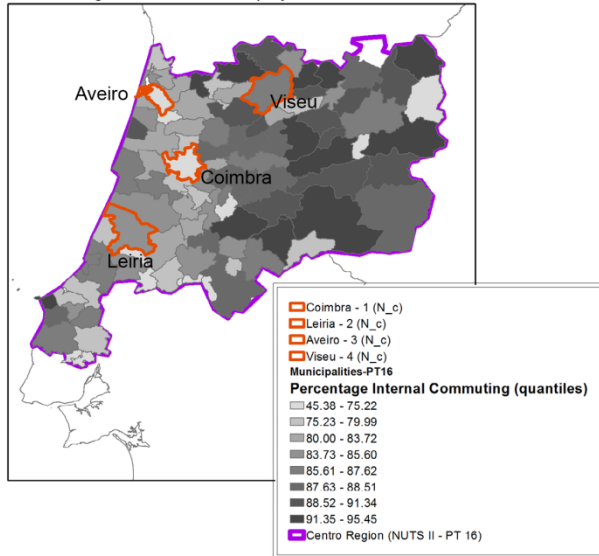 Aveiro
Viseu
Coimbra
Leiria
Coimbra - 1 (N_c)
Leiria - 2 (N_c)
Aveiro - 3 (N_c)
Viseu - 4 (N_c)
Municipalities-PT16
Percentage Internal Commuting (quantiles)
45.38 - 75.22
75.23 - 79.99
80.00 - 83.72
83.73 - 85.60
85.61 - 87.62
87.63 - 88.51
88.52 - 91.34
91.35 - 95.45
Centro Region (NUTS II - PT 16)